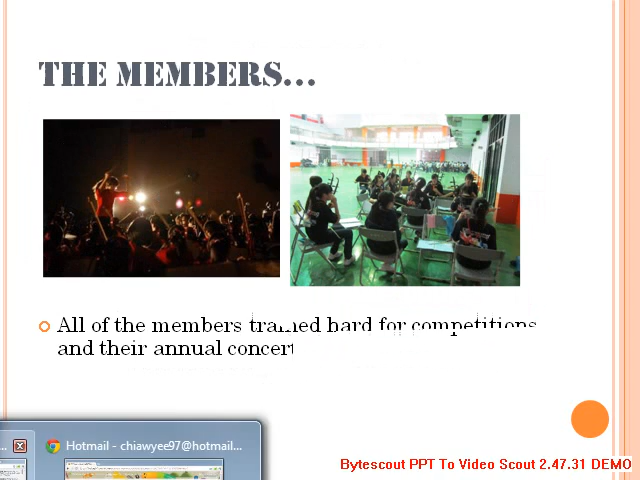 THE MEMBERS...
All of the members trained hard for competitions
and their annual concert
...
Hotmail - chiawyee97@hotmail...
Bytescout PPT To Video Scout 2.47.31 DEMO